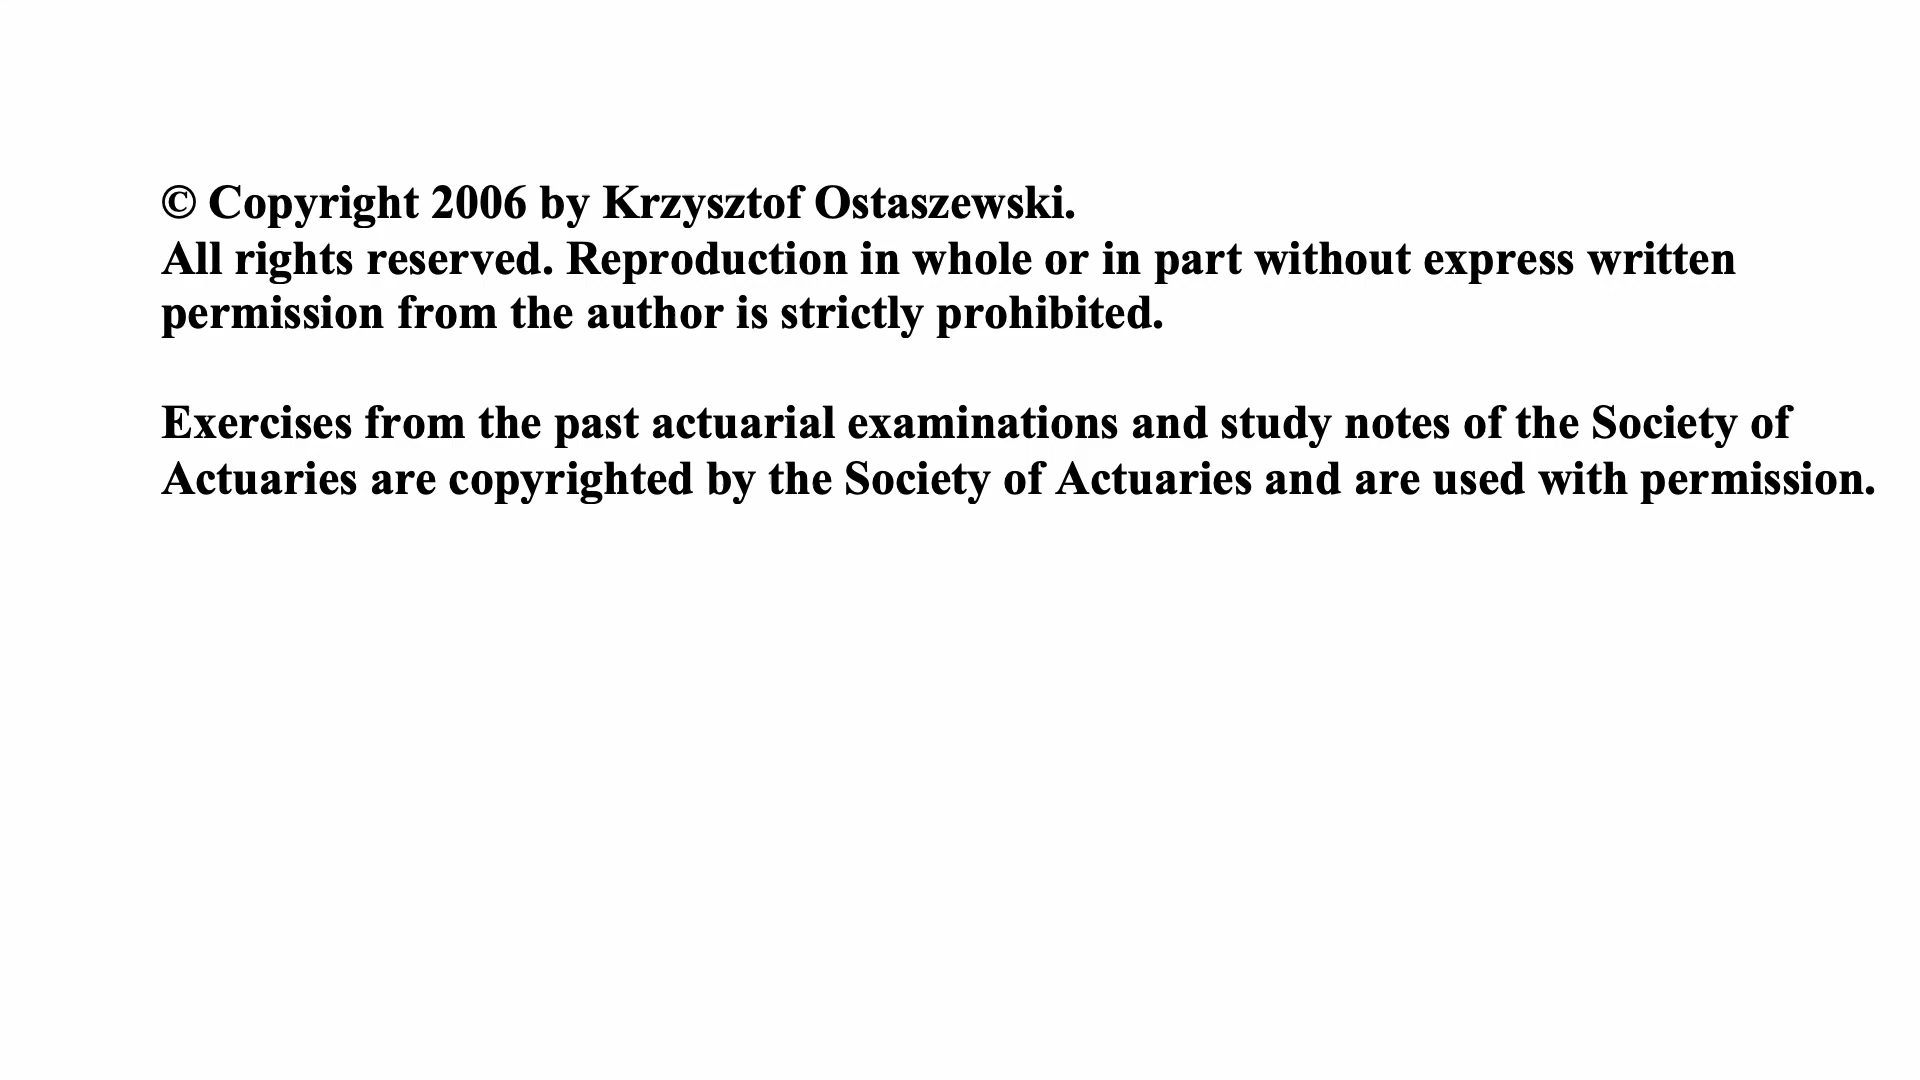 © Copyright 2006 by Krzysztof Ostaszewski.
All rights reserved. Reproduction in whole or in part without express written
permission from the author is strictly prohibited.
Exercises from the past actuarial examinations and study notes of the Society of
Actuaries are copyrighted by the Society of Actuaries and are used with permission.